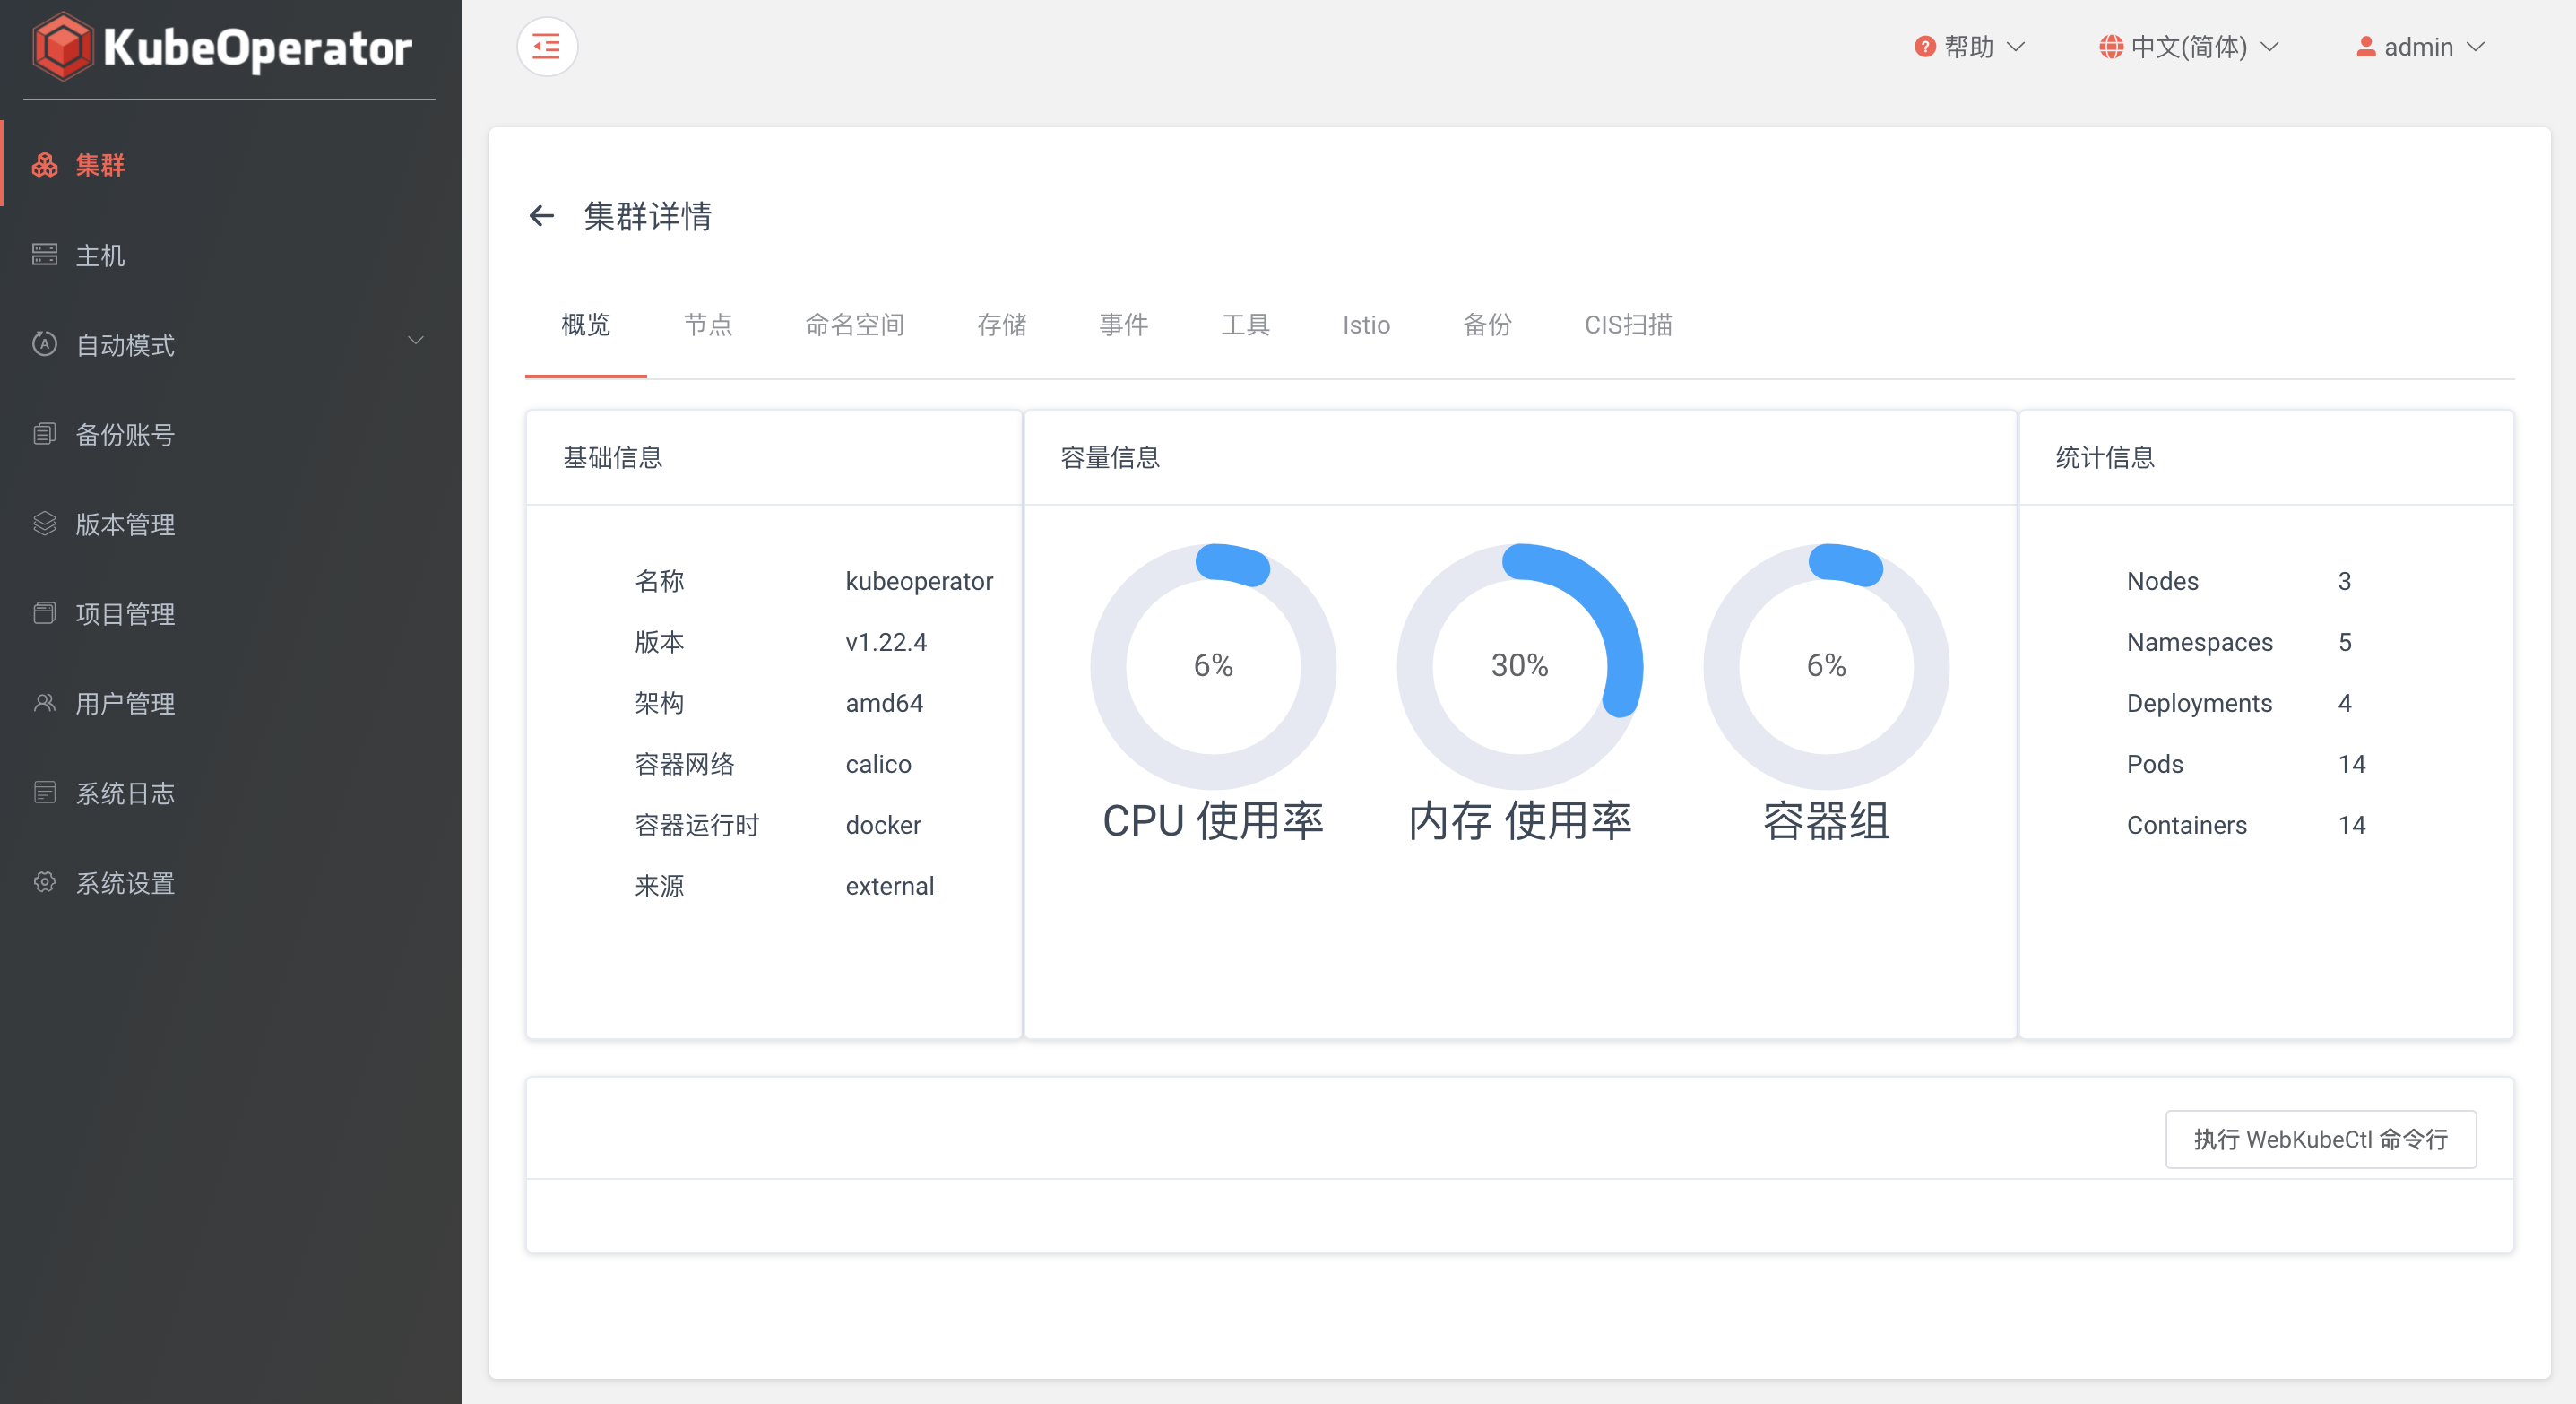 KubeOperator
帮助
中文(简体)
admin
集群
主机
自动模式
备份账号
版本管理
项目管理
用户管理
系统日志
系统设置
集群详情
概览 节点 命名空间 存储 事件 工具 Istio 备份 CIS扫描
基础信息
名称 kubeoperator
版本 v1.22.4
架构 amd64
容器网络 calico
容器运行时 docker
来源 external
容量信息
6% 30% 6%
CPU 使用率 内存 使用率 容器组
统计信息
Nodes 3
Namespaces 5
Deployments 4
Pods 14
Containers 14
执行 WebKubeCtl 命令行